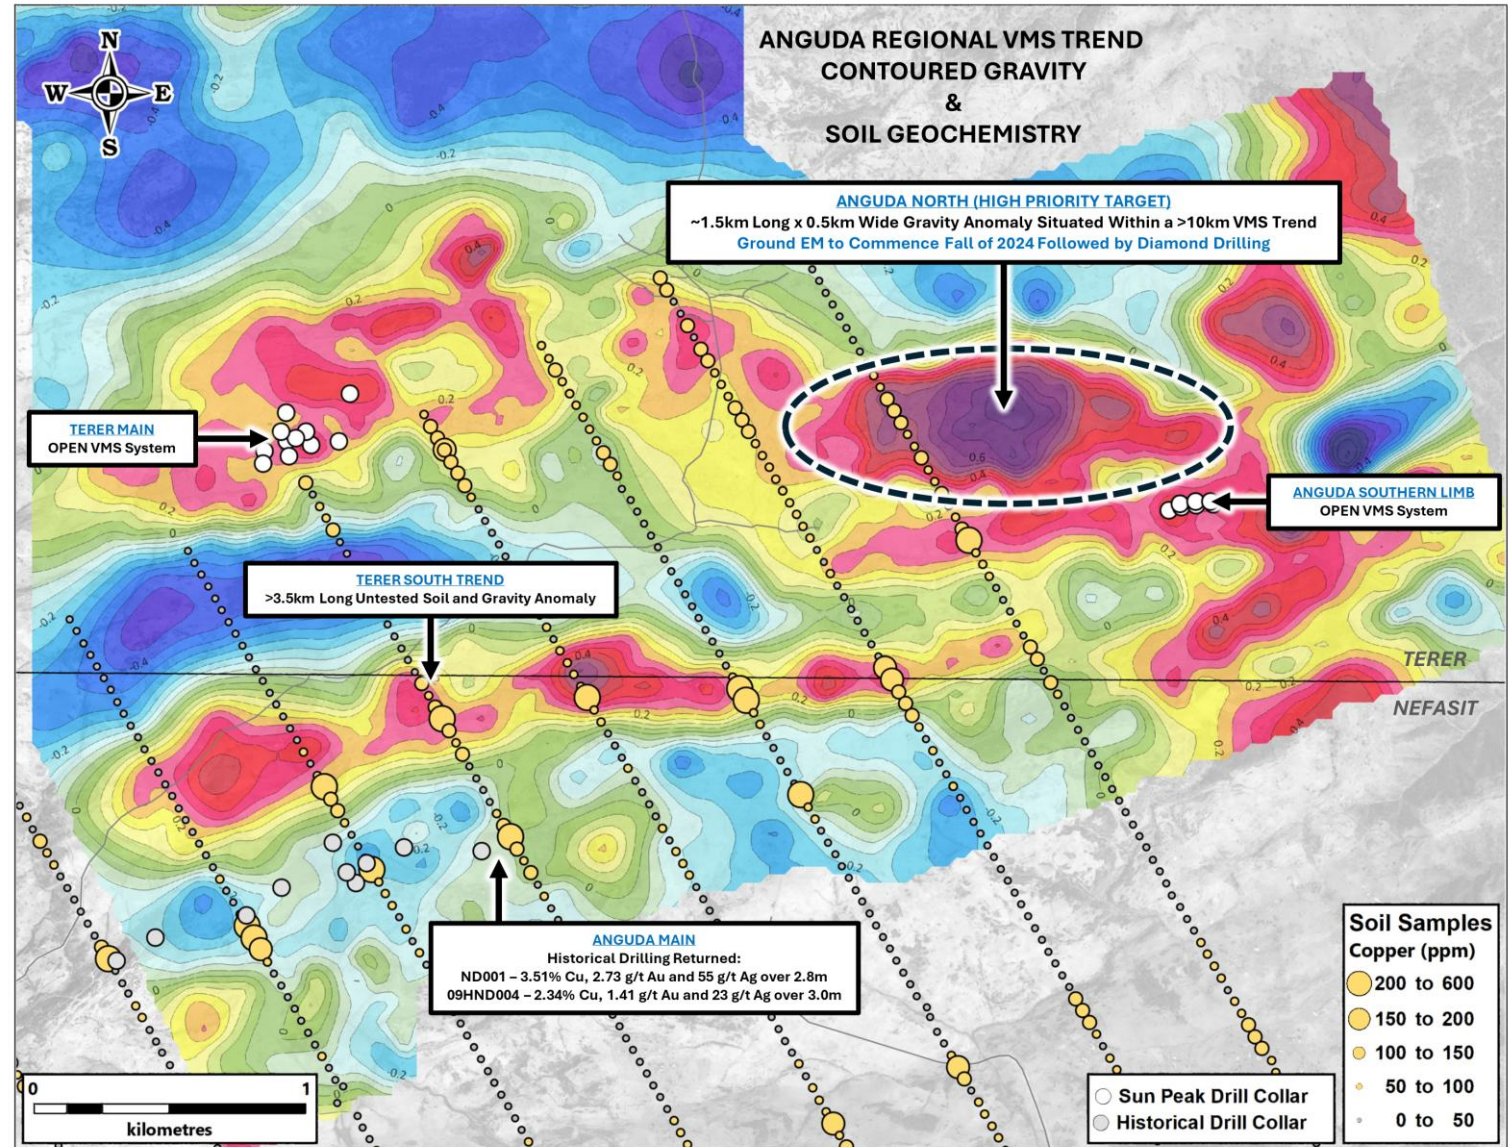 ANGUDA REGIONAL VMS TREND
CONTOURED GRAVITY
&
SOIL GEOCHEMISTRY
N
W E
S
ANGUDA NORTH (HIGH PRIORITY TARGET)
~1.5km Long x 0.5km Wide Gravity Anomaly Situated Within a >10km VMS Trend
Ground EM to Commence Fall of 2024 Followed by Diamond Drilling
TERER MAIN
OPEN VMS System
ANGUDA SOUTHERN LIMB
OPEN VMS System
TERER SOUTH TREND
>3.5km Long Untested Soil and Gravity Anomaly
TERER
NEFASIT
ANGUDA MAIN
Historical Drilling Returned:
ND001 – 3.51% Cu, 2.73 g/t Au and 55 g/t Ag over 2.8m
09HND004 – 2.34% Cu, 1.41 g/t Au and 23 g/t Ag over 3.0m
Soil Samples
Copper (ppm)
200 to 600
150 to 200
100 to 150
50 to 100
0 to 50
0 1
kilometres
Sun Peak Drill Collar
Historical Drill Collar